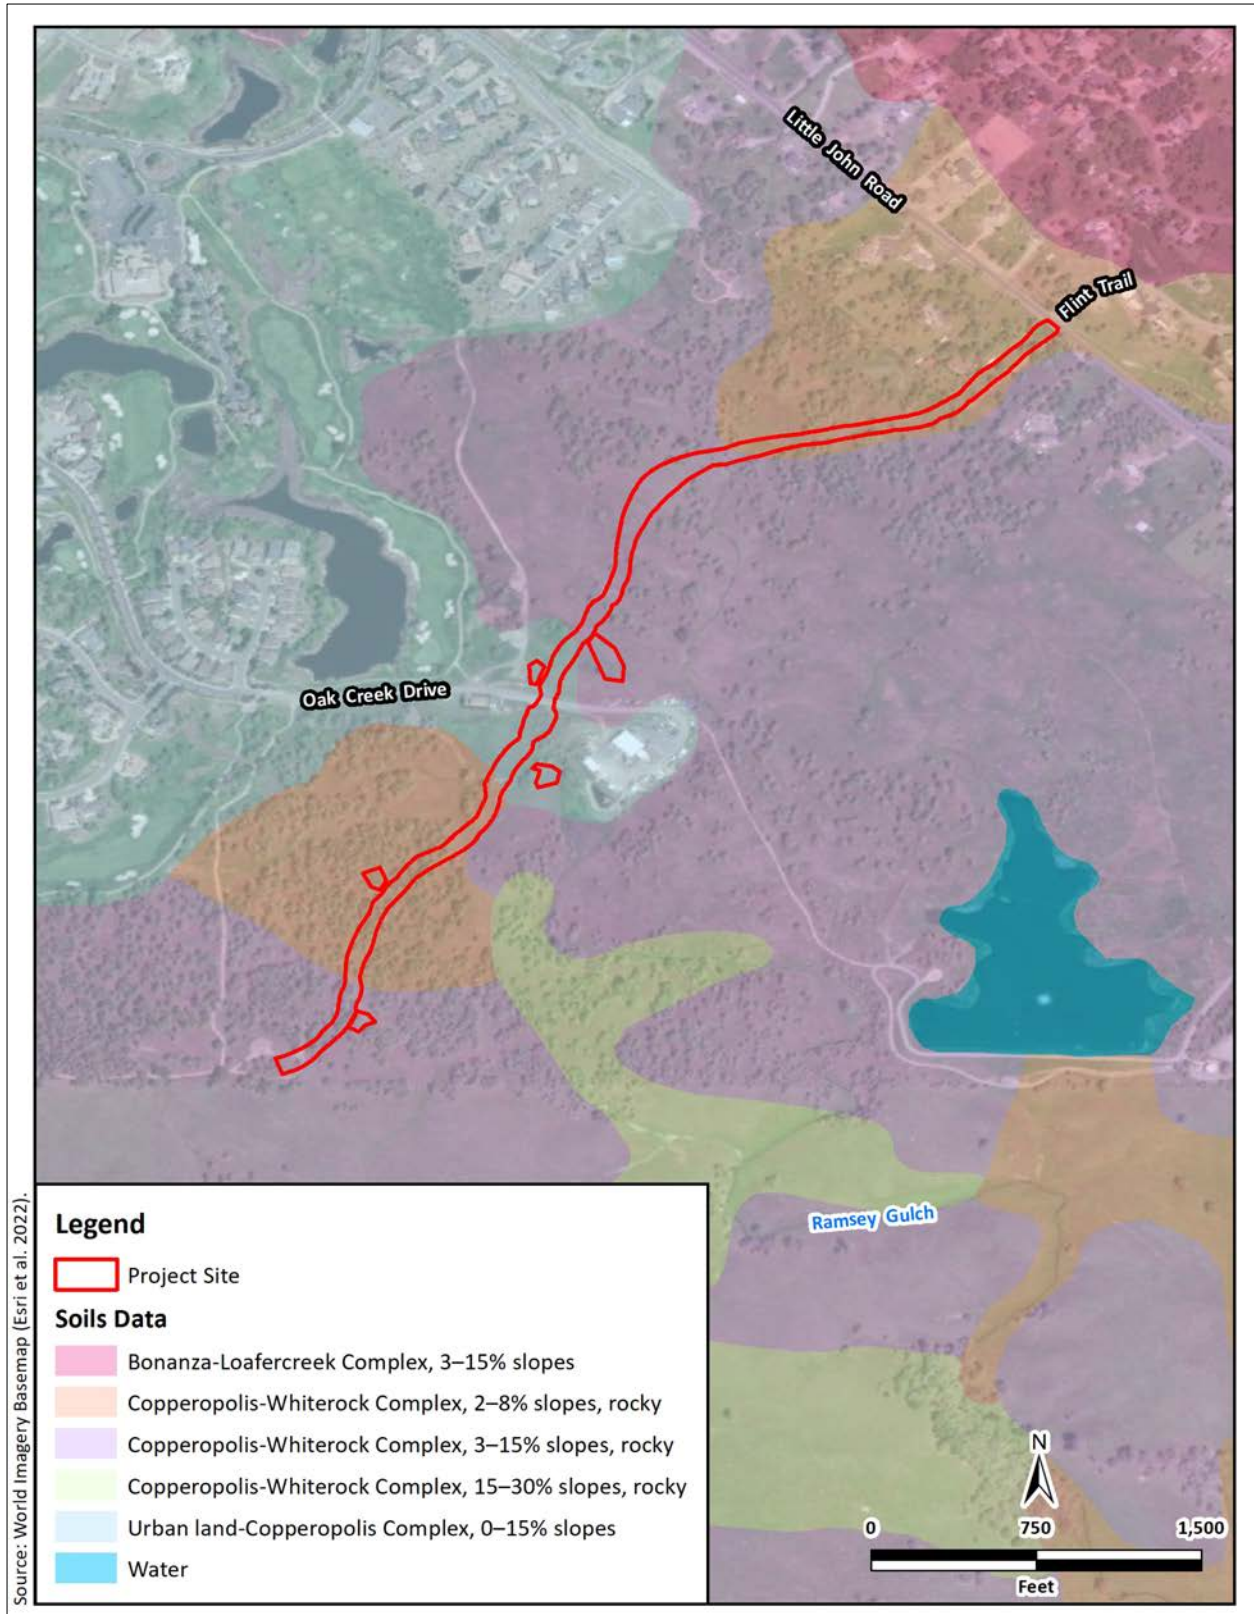 Little John Road
Flint Trail
Oak Creek Drive
Ramsey Gulch
Source: World Imagery Basemap (Esri et al. 2022).
Legend
Project Site
Soils Data
Bonanza-Loafercreek Complex, 3–15% slopes
Copperopolis-Whiterock Complex, 2–8% slopes, rocky
Copperopolis-Whiterock Complex, 3–15% slopes, rocky
Copperopolis-Whiterock Complex, 15–30% slopes, rocky
Urban land-Copperopolis Complex, 0–15% slopes
Water
N
0 750 1,500
Feet